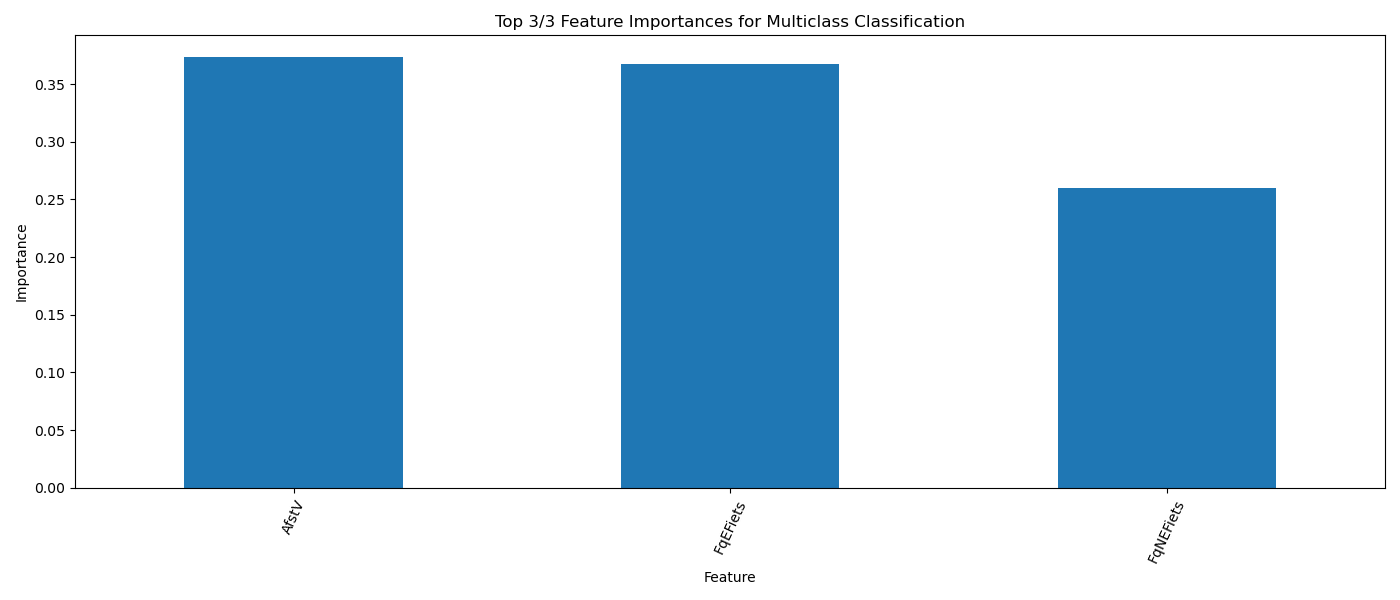 Top 3/3 Feature Importances for Multiclass Classification
0.35
0.30
0.25
0.20
0.15
0.10
0.05
0.00
Importance
AfstV
FqEFiets
FqNEFiets
Feature